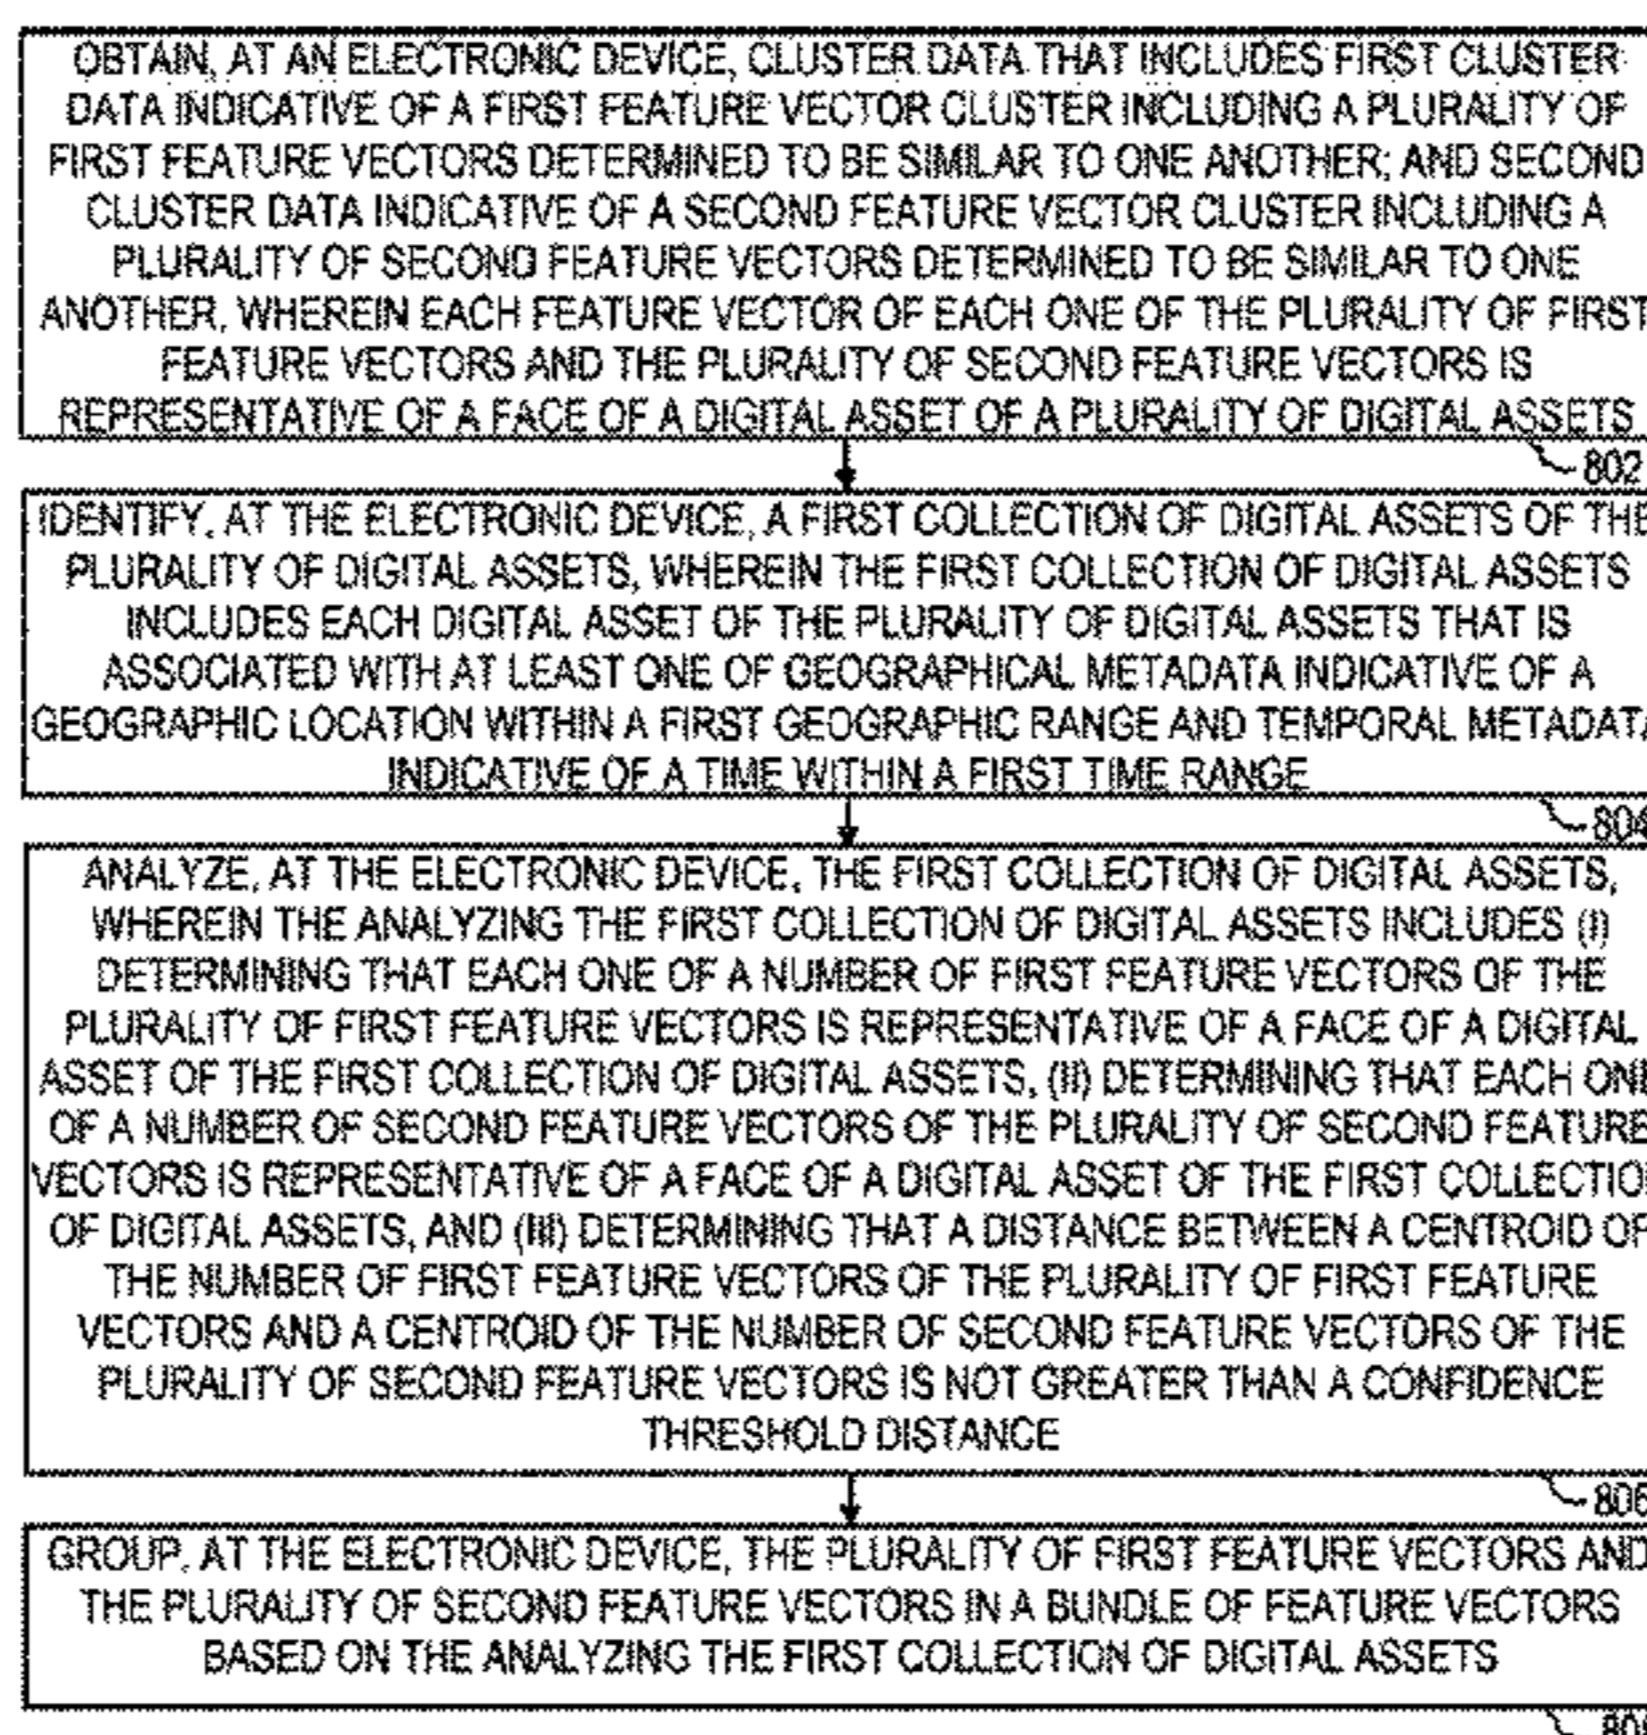 OBTAIN, AT AN ELECTRONIC DEVICE, CLUSTER DATA THAT INCLUDES FIRST CLUSTER
DATA INDICATIVE OF A FIRST FEATURE VECTOR CLUSTER INCLUDING A PLURALITY OF
FIRST FEATURE VECTORS DETERMINED TO BE SIMILAR TO ONE ANOTHER; AND SECOND
CLUSTER DATA INDICATIVE OF A SECOND FEATURE VECTOR CLUSTER INCLUDING A
PLURALITY OF SECOND FEATURE VECTORS DETERMINED TO BE SIMILAR TO ONE
ANOTHER, WHEREIN EACH FEATURE VECTOR OF EACH ONE OF THE PLURALITY OF FIRST
FEATURE VECTORS AND THE PLURALITY OF SECOND FEATURE VECTORS IS
REPRESENTATIVE OF A FACE OF A DIGITAL ASSET OF A PLURALITY OF DIGITAL ASSETS
802
IDENTIFY, AT THE ELECTRONIC DEVICE, A FIRST COLLECTION OF DIGITAL ASSETS OF THE
PLURALITY OF DIGITAL ASSETS, WHEREIN THE FIRST COLLECTION OF DIGITAL ASSETS
INCLUDES EACH DIGITAL ASSET OF THE PLURALITY OF DIGITAL ASSETS THAT IS
ASSOCIATED WITH AT LEAST ONE OF GEOGRAPHICAL METADATA INDICATIVE OF A
GEOGRAPHIC LOCATION WITHIN A FIRST GEOGRAPHIC RANGE AND TEMPORAL METADATA
INDICATIVE OF A TIME WITHIN A FIRST TIME RANGE
804
ANALYZE, AT THE ELECTRONIC DEVICE, THE FIRST COLLECTION OF DIGITAL ASSETS,
WHEREIN THE ANALYZING THE FIRST COLLECTION OF DIGITAL ASSETS INCLUDES (I)
DETERMINING THAT EACH ONE OF A NUMBER OF FIRST FEATURE VECTORS OF THE
PLURALITY OF FIRST FEATURE VECTORS IS REPRESENTATIVE OF A FACE OF A DIGITAL
ASSET OF THE FIRST COLLECTION OF DIGITAL ASSETS, (II) DETERMINING THAT EACH ONE
OF A NUMBER OF SECOND FEATURE VECTORS OF THE PLURALITY OF SECOND FEATURE
VECTORS IS REPRESENTATIVE OF A FACE OF A DIGITAL ASSET OF THE FIRST COLLECTIO
OF DIGITAL ASSETS, AND (III) DETERMINING THAT A DISTANCE BETWEEN A CENTROID OF
THE NUMBER OF FIRST FEATURE VECTORS OF THE PLURALITY OF FIRST FEATURE
VECTORS AND A CENTROID OF THE NUMBER OF SECOND FEATURE VECTORS OF THE
PLURALITY OF SECOND FEATURE VECTORS IS NOT GREATER THAN A CONFIDENCE
THRESHOLD DISTANCE
806
GROUP, AT THE ELECTRONIC DEVICE, THE PLURALITY OF FIRST FEATURE VECTORS AND
THE PLURALITY OF SECOND FEATURE VECTORS IN A BUNDLE OF FEATURE VECTORS
BASED ON THE ANALYZING THE FIRST COLLECTION OF DIGITAL ASSETS